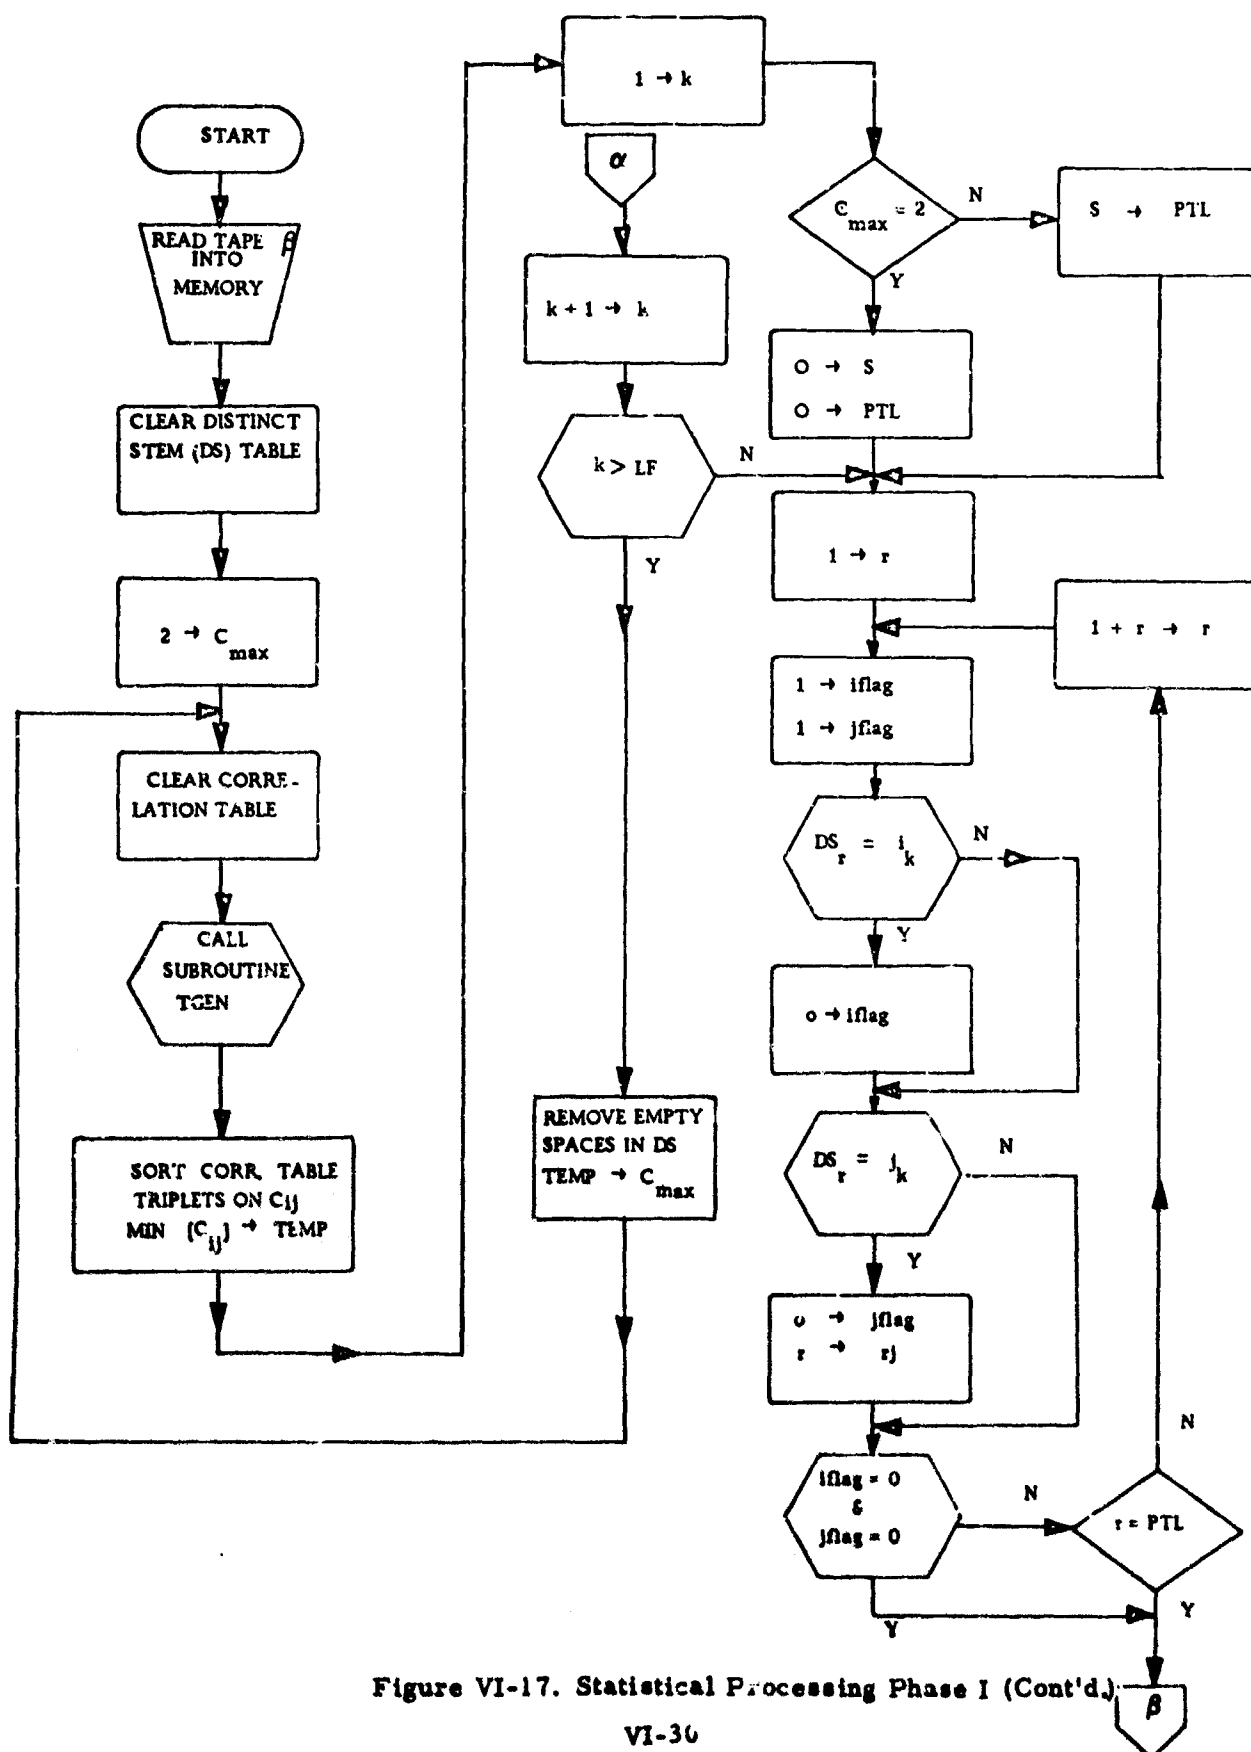 START
READ TAPE β
INTO
MEMORY
CLEAR DISTINCT
STEM (DS) TABLE
2 → C max
CLEAR CORRE-
LATION TABLE
CALL
SUBROUTINE
TGEN
SORT CORR. TABLE
TRIPLETS ON Cij
MIN [Cij] → TEMP
1 → k
α
k + 1 → k
k > LF
N
Y
REMOVE EMPTY
SPACES IN DS
TEMP → C max
C max = 2
N
Y
S → PTL
O → S
O → PTL
1 → r
1 + r → r
1 → iflag
1 → jflag
DS r = i k
N
Y
o → iflag
DS r = j k
N
Y
o → jflag
r → rj
iflag = 0
&
jflag = 0
N
Y
r = PTL
N
Y
β
Figure VI-17. Statistical Processing Phase I (Cont'd.)
VI-30